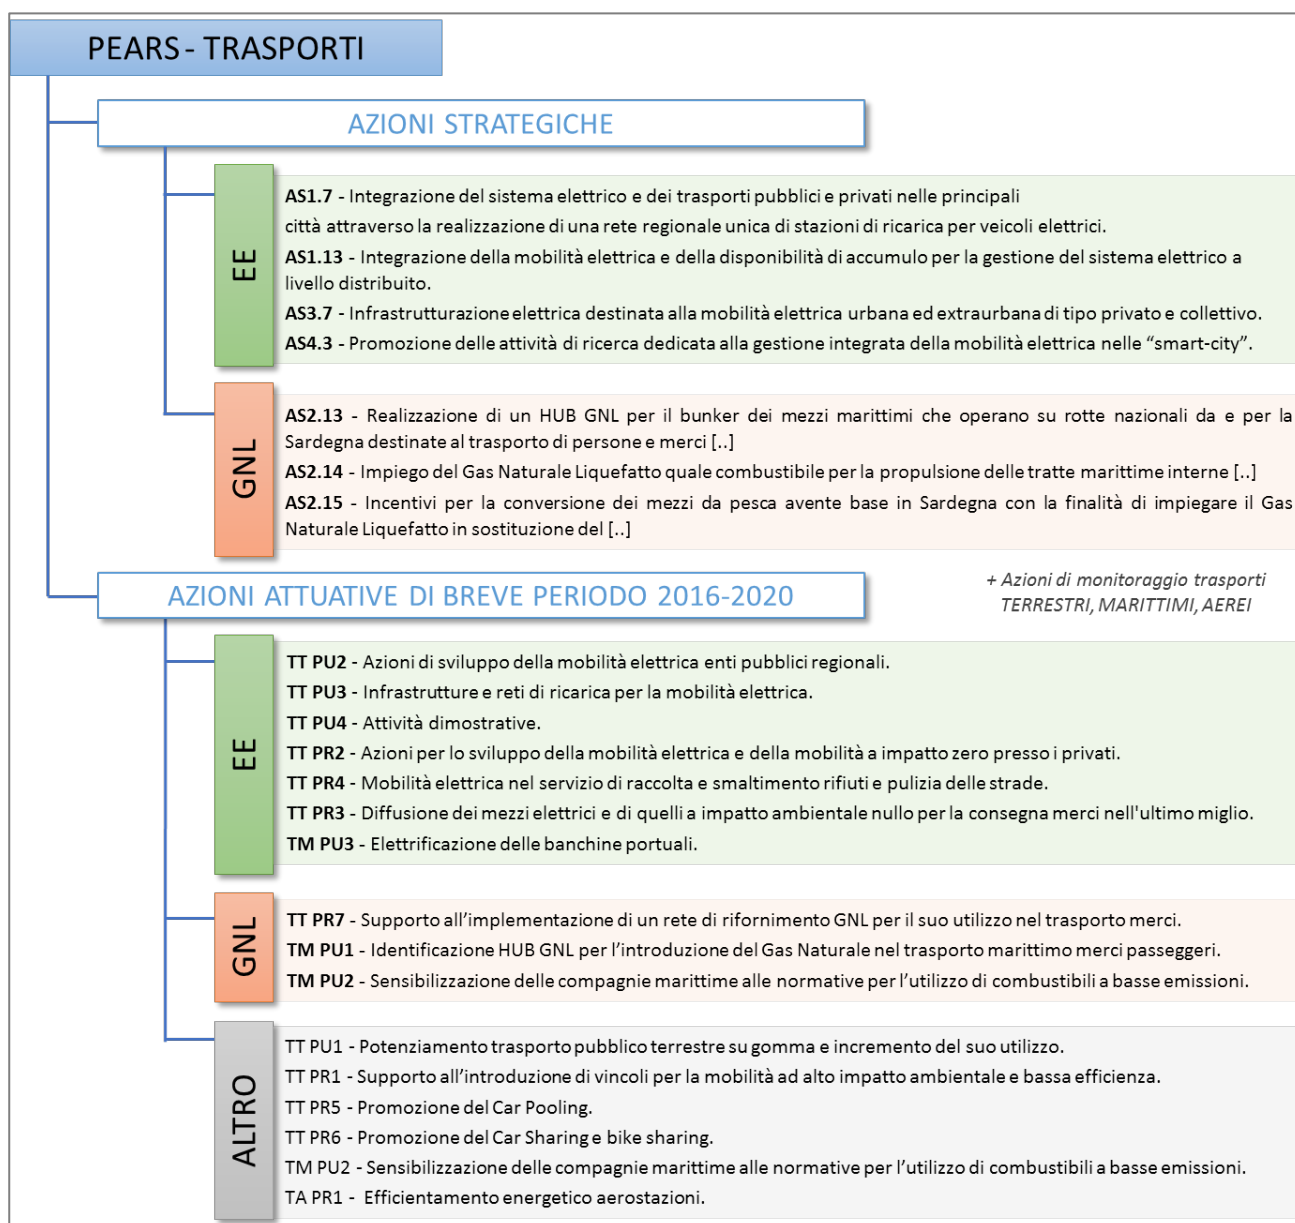 PEARS - TRASPORTI
AZIONI STRATEGICHE
EE
AS1.7 - Integrazione del sistema elettrico e dei trasporti pubblici e privati nelle principali
città attraverso la realizzazione di una rete regionale unica di stazioni di ricarica per veicoli elettrici.
AS1.13 - Integrazione della mobilità elettrica e della disponibilità di accumulo per la gestione del sistema elettrico a
livello distribuito.
AS3.7 - Infrastrutturazione elettrica destinata alla mobilità elettrica urbana ed extraurbana di tipo privato e collettivo.
AS4.3 - Promozione delle attività di ricerca dedicata alla gestione integrata della mobilità elettrica nelle “smart-city”.
GNL
AS2.13 - Realizzazione di un HUB GNL per il bunker dei mezzi marittimi che operano su rotte nazionali da e per la
Sardegna destinate al trasporto di persone e merci [..]
AS2.14 - Impiego del Gas Naturale Liquefatto quale combustibile per la propulsione delle tratte marittime interne [..]
AS2.15 - Incentivi per la conversione dei mezzi da pesca avente base in Sardegna con la finalità di impiegare il Gas
Naturale Liquefatto in sostituzione del [..]
AZIONI ATTUATIVE DI BREVE PERIODO 2016-2020
+ Azioni di monitoraggio trasporti
TERRESTRI, MARITTIMI, AEREI
EE
TT PU2 - Azioni di sviluppo della mobilità elettrica enti pubblici regionali.
TT PU3 - Infrastrutture e reti di ricarica per la mobilità elettrica.
TT PU4 - Attività dimostrative.
TT PR2 - Azioni per lo sviluppo della mobilità elettrica e della mobilità a impatto zero presso i privati.
TT PR4 - Mobilità elettrica nel servizio di raccolta e smaltimento rifiuti e pulizia delle strade.
TT PR3 - Diffusione dei mezzi elettrici e di quelli a impatto ambientale nullo per la consegna merci nell'ultimo miglio.
TM PU3 - Elettrificazione delle banchine portuali.
GNL
TT PR7 - Supporto all’implementazione di un rete di rifornimento GNL per il suo utilizzo nel trasporto merci.
TM PU1 - Identificazione HUB GNL per l’introduzione del Gas Naturale nel trasporto marittimo merci passeggeri.
TM PU2 - Sensibilizzazione delle compagnie marittime alle normative per l’utilizzo di combustibili a basse emissioni.
ALTRO
TT PU1 - Potenziamento trasporto pubblico terrestre su gomma e incremento del suo utilizzo.
TT PR1 - Supporto all’introduzione di vincoli per la mobilità ad alto impatto ambientale e bassa efficienza.
TT PR5 - Promozione del Car Pooling.
TT PR6 - Promozione del Car Sharing e bike sharing.
TM PU2 - Sensibilizzazione delle compagnie marittime alle normative per l’utilizzo di combustibili a basse emissioni.
TA PR1 - Efficientamento energetico aerostazioni.